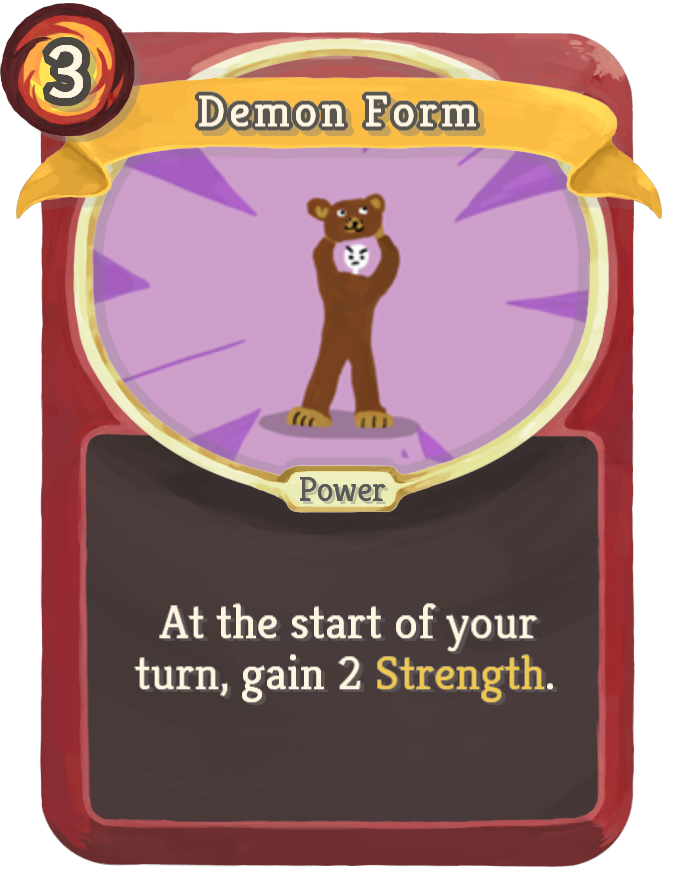 3
Demon Form
Power
At the start of your
turn, gain 2 Strength.